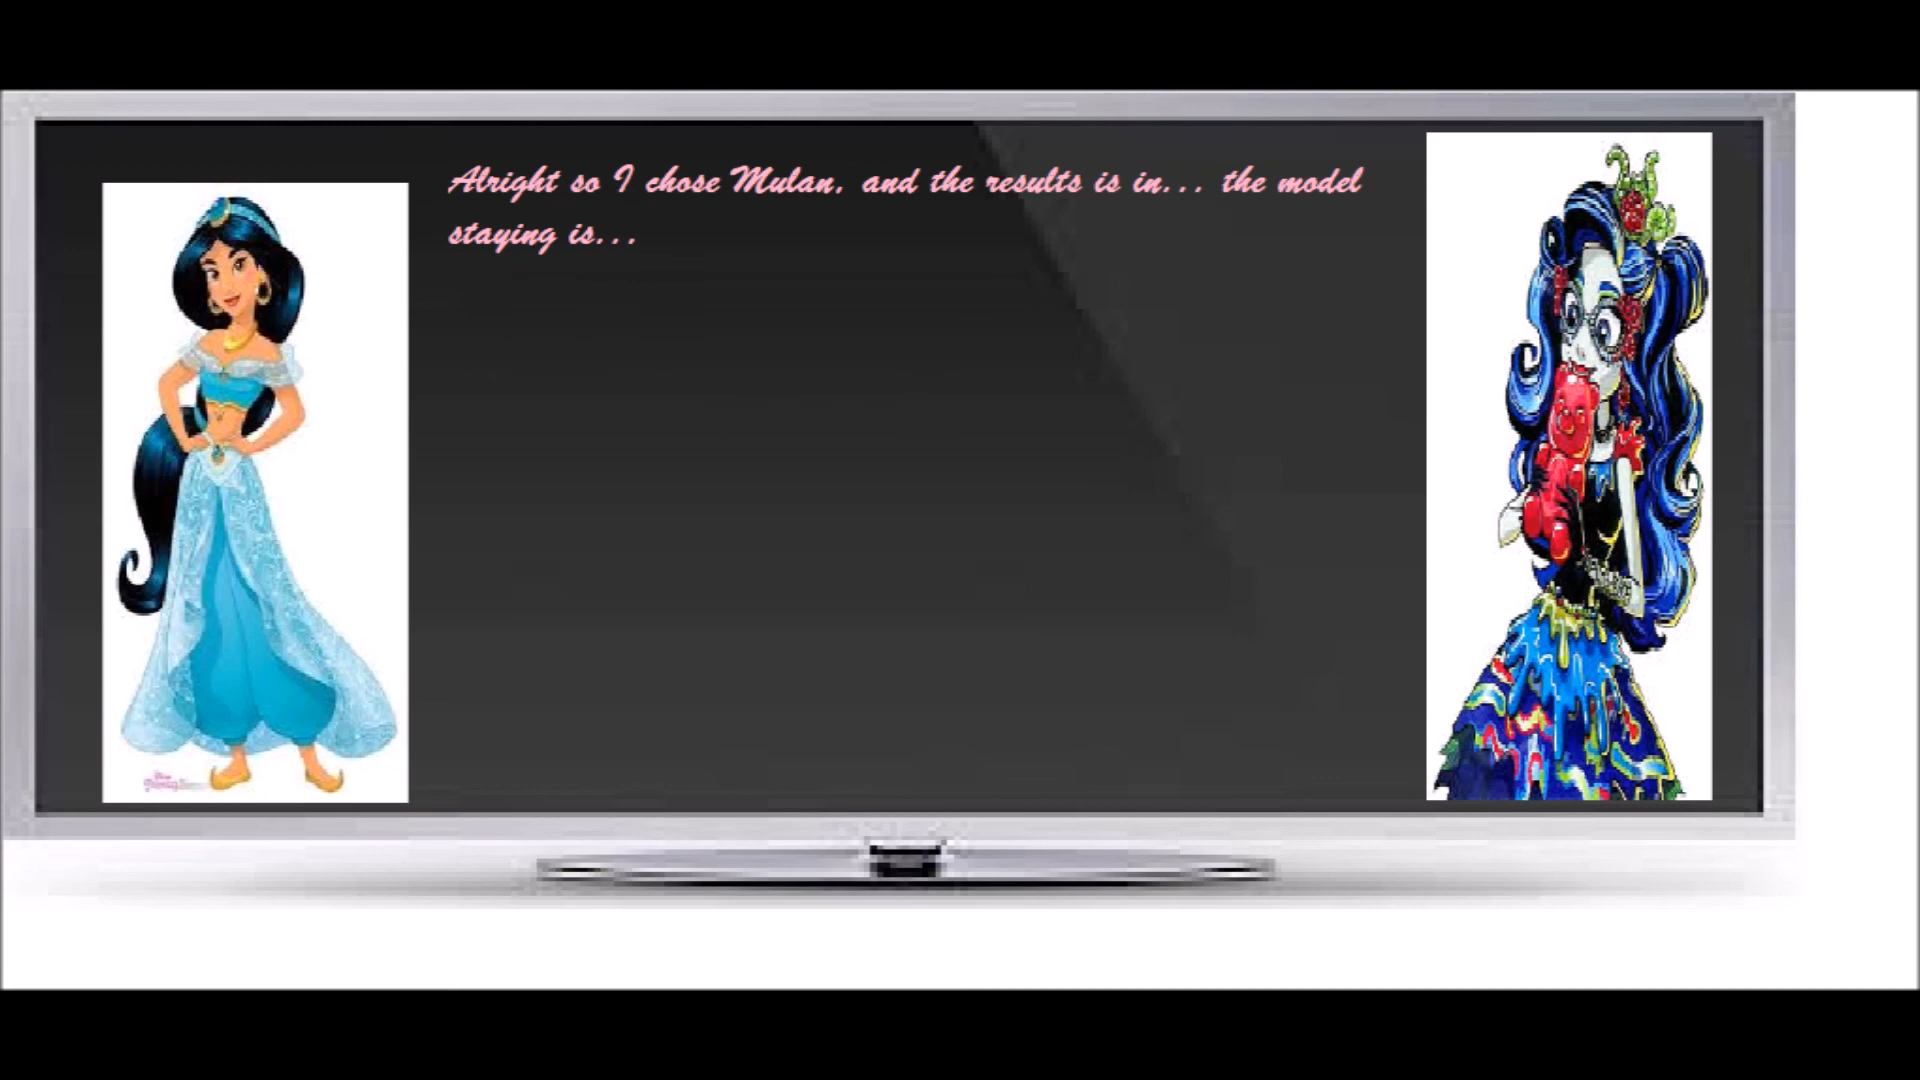 Alright so I chose Mulan, and the results is in... the model
staying is...